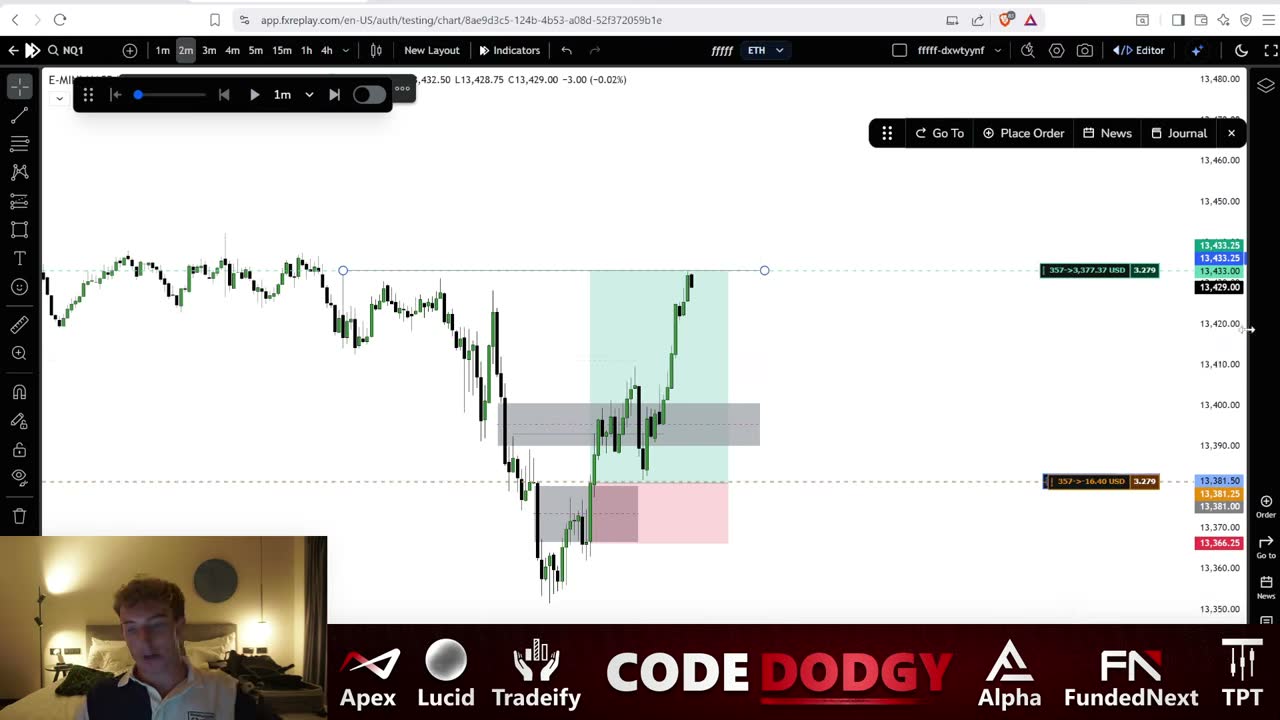 app.fxreplay.com/en-US/auth/testing/chart/8ae9d3c5-124b-4b53-a08d-52f372059b1e
NQ1
1m 2m 3m 4m 5m 15m 1h 4h
New Layout
Indicators
fffff
ETH
fffff-dxwtyynf
Editor
13,432.50 L13,428.75 C13,429.00 −3.00 (−0.02%)
1m
Go To
Place Order
News
Journal
13,480.00
13,460.00
13,450.00
13,433.25
13,433.25
13,433.00
13,429.00
13,420.00
13,410.00
13,400.00
13,390.00
13,381.50
13,381.25
13,381.00
13,370.00
13,366.25
13,360.00
13,350.00
357->3,377.37 USD 3.279
357->-16.40 USD 3.279
Order
Go to
News
CODE DODGY
Apex
Lucid
Tradeify
Alpha
FN
FundedNext
TPT